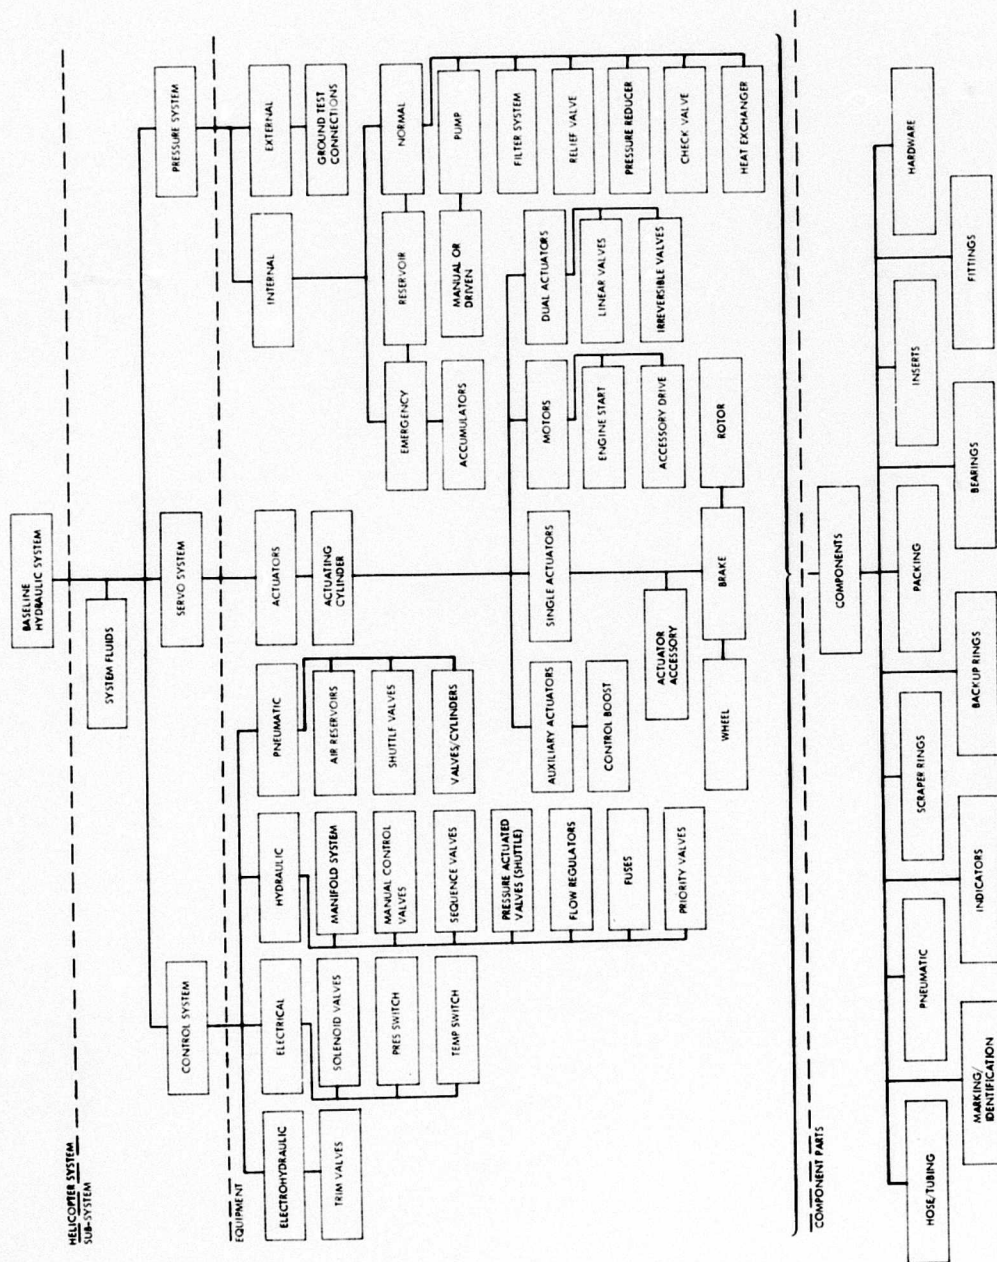 BASELINE
HYDRAULIC SYSTEM
HELICOPTER SYSTEM
SUB-SYSTEM
SYSTEM FLUIDS
CONTROL SYSTEM
SERVO SYSTEM
PRESSURE SYSTEM
EQUIPMENT
ELECTROHYDRAULIC
ELECTRICAL
HYDRAULIC
PNEUMATIC
ACTUATORS
INTERNAL
EXTERNAL
TRIM VALVES
SOLENOID VALVES
MANIFOLD SYSTEM
AIR RESERVOIRS
ACTUATING
CYLINDER
GROUND TEST
CONNECTIONS
PRES SWITCH
MANUAL CONTROL
VALVES
SHUTTLE VALVES
EMERGENCY
RESERVOIR
NORMAL
TEMP SWITCH
SEQUENCE VALVES
VALVES/CYLINDERS
ACCUMULATORS
MANUAL OR
DRIVEN
PUMP
PRESSURE ACTUATED
VALVES (SHUTTLE)
FILTER SYSTEM
FLOW REGULATORS
AUXILIARY ACTUATORS
SINGLE ACTUATORS
MOTORS
DUAL ACTUATORS
RELIEF VALVE
FUSES
CONTROL BOOST
ENGINE START
LINEAR VALVES
PRESSURE REDUCER
PRIORITY VALVES
ACTUATOR
ACCESSORY
ACCESSORY DRIVE
IRREVERSIBLE VALVES
CHECK VALVE
WHEEL
BRAKE
ROTOR
HEAT EXCHANGER
COMPONENT PARTS
COMPONENTS
HOSE/TUBING
PNEUMATIC
SCRAPER RINGS
PACKING
INSERTS
HARDWARE
MARKING/
IDENTIFICATION
INDICATORS
BACKUP RINGS
BEARINGS
FITTINGS